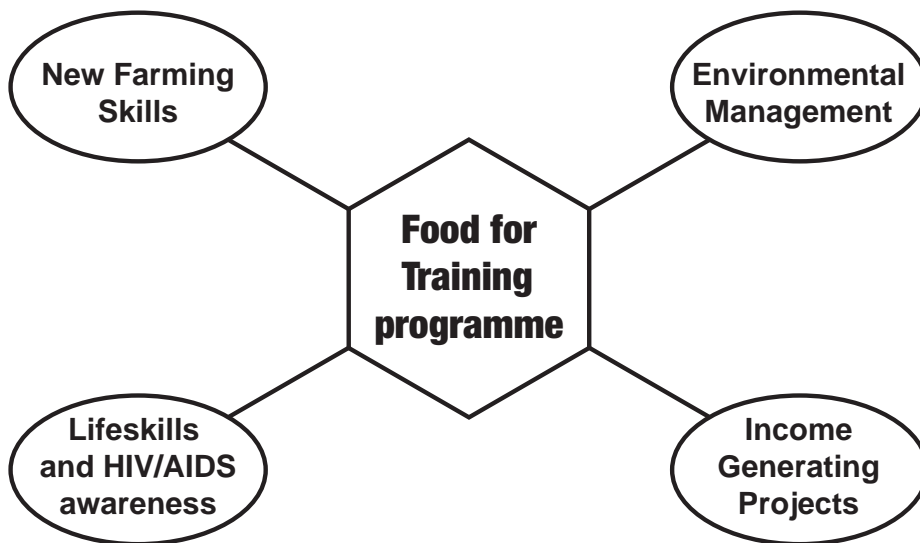 New Farming
Skills
Environmental
Management
Food for
Training
programme
Lifeskills
and HIV/AIDS
awareness
Income
Generating
Projects